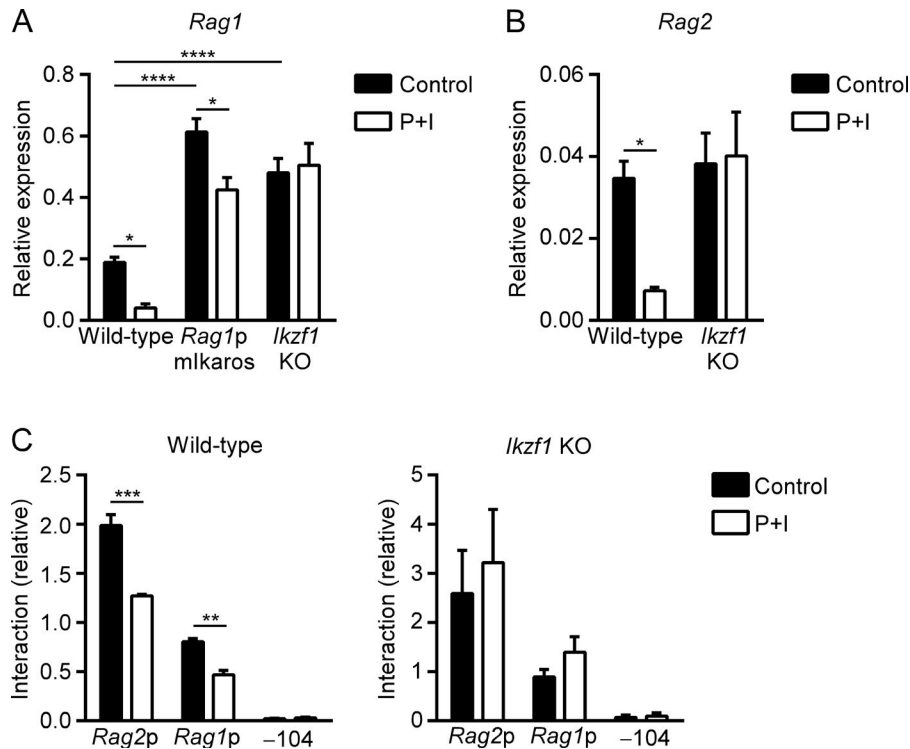 A
Rag1
****
****
*
*
Relative expression
0.8
0.6
0.4
0.2
0.0
Wild-type
Rag1p
mIkaros
Ikzf1
KO
Control
P+I
B
Rag2
*
Relative expression
0.06
0.04
0.02
0.00
Wild-type
Ikzf1
KO
Control
P+I
C
Wild-type
***
**
Interaction (relative)
2.5
2.0
1.5
1.0
0.5
0.0
Rag2p
Rag1p
–104
Ikzf1 KO
Interaction (relative)
5
4
3
2
1
0
Rag2p
Rag1p
–104
Control
P+I